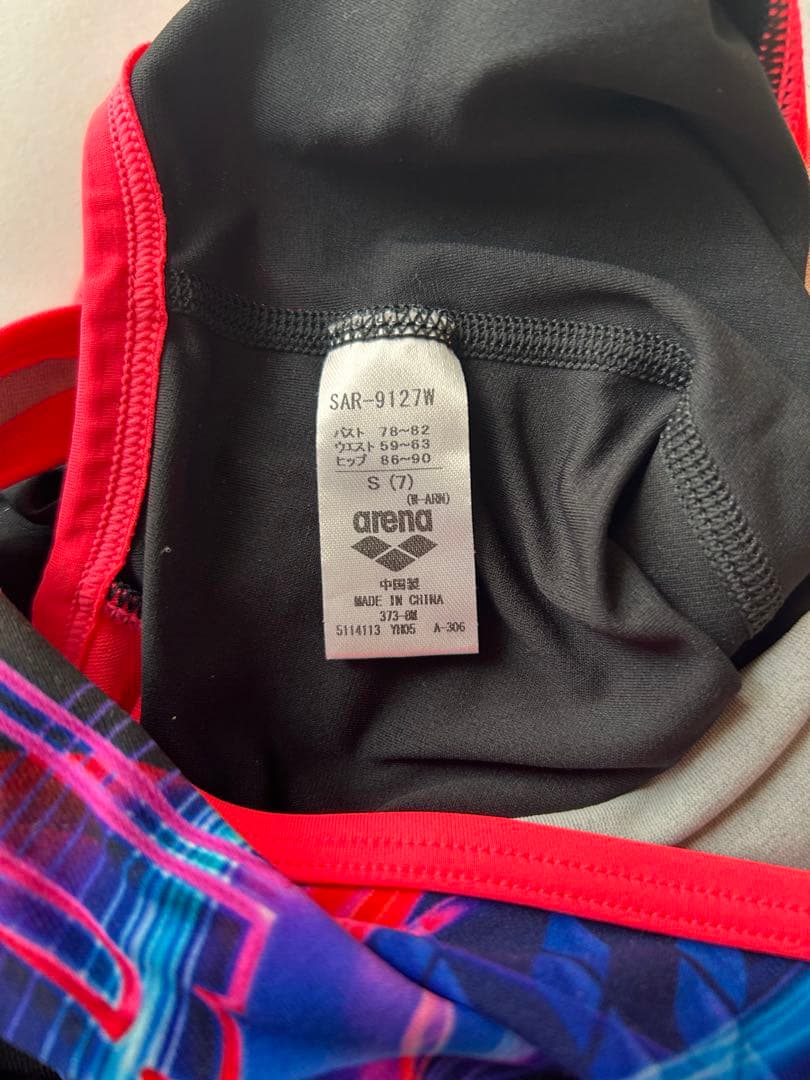 SAR-9127W
バスト 78~82
ウエスト 59~63
ヒップ 86~90
S (7)
(W-ARN)
arena
中国製
MADE IN CHINA
373-8M
5114113 YH05 A-306